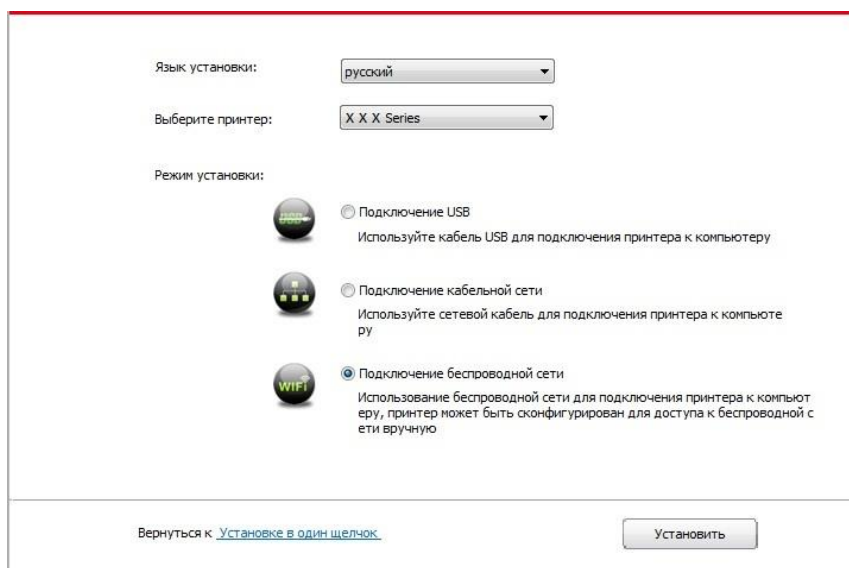 Язык установки:
русский
Выберите принтер:
X X X Series
Режим установки:
USB
Подключение USB
Используйте кабель USB для подключения принтера к компьютеру
Подключение кабельной сети
Используйте сетевой кабель для подключения принтера к компьюте
ру
WiFi
Подключение беспроводной сети
Использование беспроводной сети для подключения принтера к компьют
еру, принтер может быть сконфигурирован для доступа к беспроводной с
ети вручную
Вернуться к Установке в один щелчок
Установить